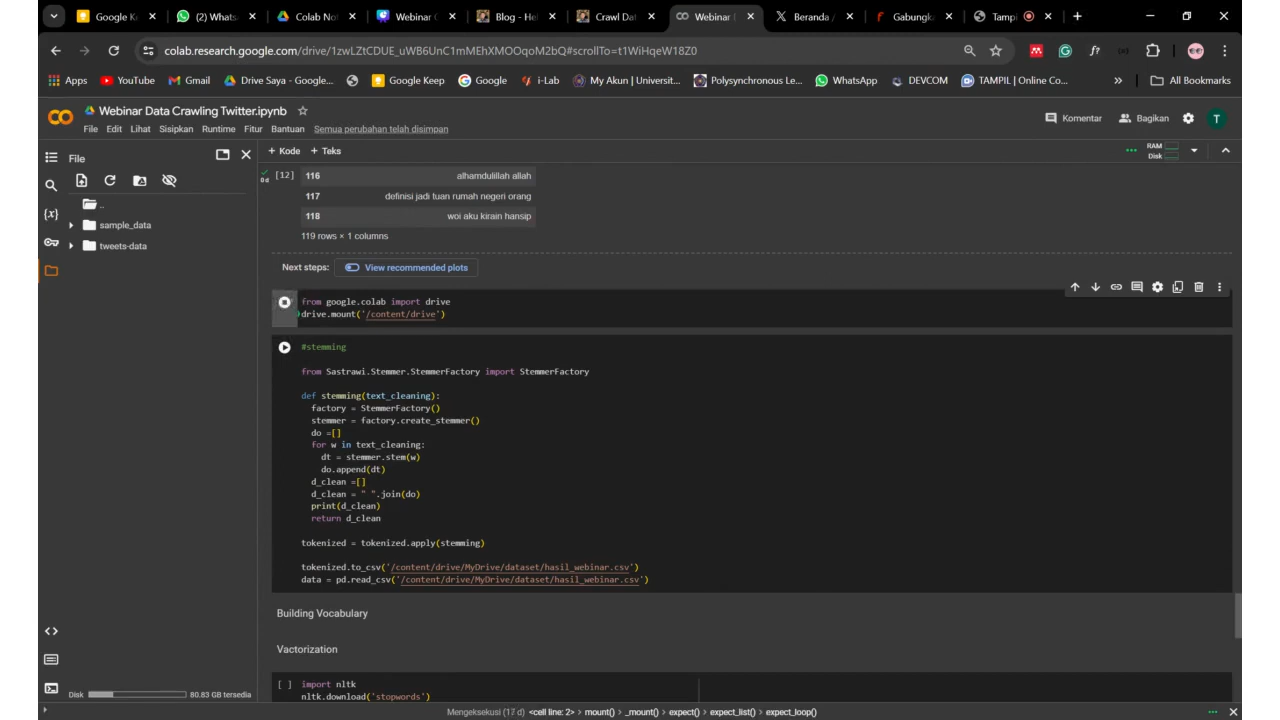 Google K
(2) Whats
Colab Not
Webinar
Blog - He
Crawl Dat
Webinar
Beranda /
Gabungk
Tampi
colab.research.google.com/drive/1zwLZtCDUE_uWB6UnC1mMEhXMOOqoM2bQ#scrollTo=t1WiHqeW18Z0
Apps
YouTube
Gmail
Drive Saya - Google...
Google Keep
Google
i-Lab
My Akun | Universit...
Polysynchronous Le...
WhatsApp
DEVCOM
TAMPIL | Online Co...
All Bookmarks
Webinar Data Crawling Twitter.ipynb
File Edit Lihat Sisipkan Runtime Fitur Bantuan Semua perubahan telah disimpan
Komentar
Bagikan
T
File
+ Kode + Teks
RAM
Disk
..
sample_data
tweets-data
[12]
0d
116 alhamdulillah allah
117 definisi jadi tuan rumah negeri orang
118 woi aku kirain hansip
119 rows × 1 columns
Next steps: View recommended plots
from google.colab import drive
drive.mount('/content/drive')
#stemming
from Sastrawi.Stemmer.StemmerFactory import StemmerFactory
def stemming(text_cleaning):
factory = StemmerFactory()
stemmer = factory.create_stemmer()
do =[]
for w in text_cleaning:
dt = stemmer.stem(w)
do.append(dt)
d_clean =[]
d_clean = " ".join(do)
print(d_clean)
return d_clean
tokenized = tokenized.apply(stemming)
tokenized.to_csv('/content/drive/MyDrive/dataset/hasil_webinar.csv')
data = pd.read_csv('/content/drive/MyDrive/dataset/hasil_webinar.csv')
Building Vocabulary
Vactorization
[ ] import nltk
nltk.download('stopwords')
Disk 80.83 GB tersedia
Mengeksekusi (17 d) <cell line: 2> > mount() > _mount() > expect() > expect_list() > expect_loop()